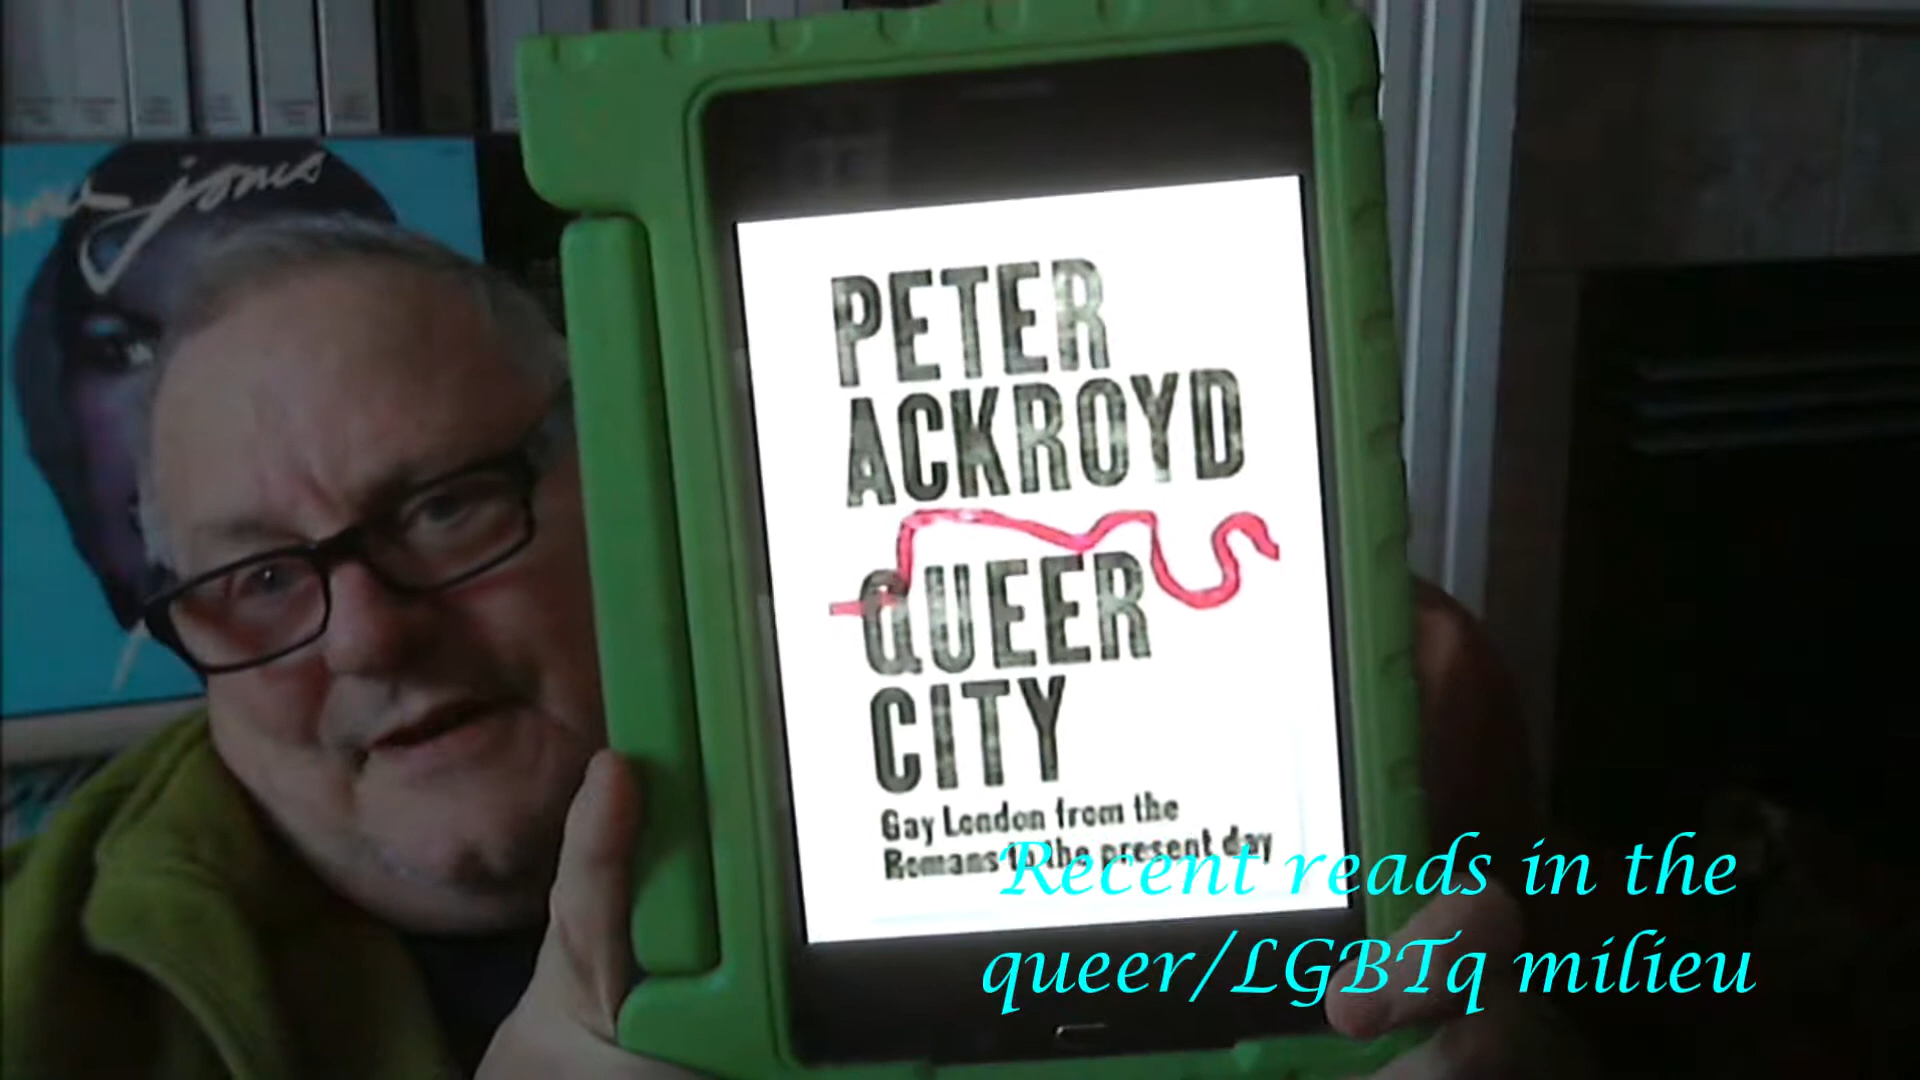 jones
PETER
ACKROYD
QUEER
CITY
Gay London from the
Romans to the present day
Recent reads in the
queer/LGBTq milieu